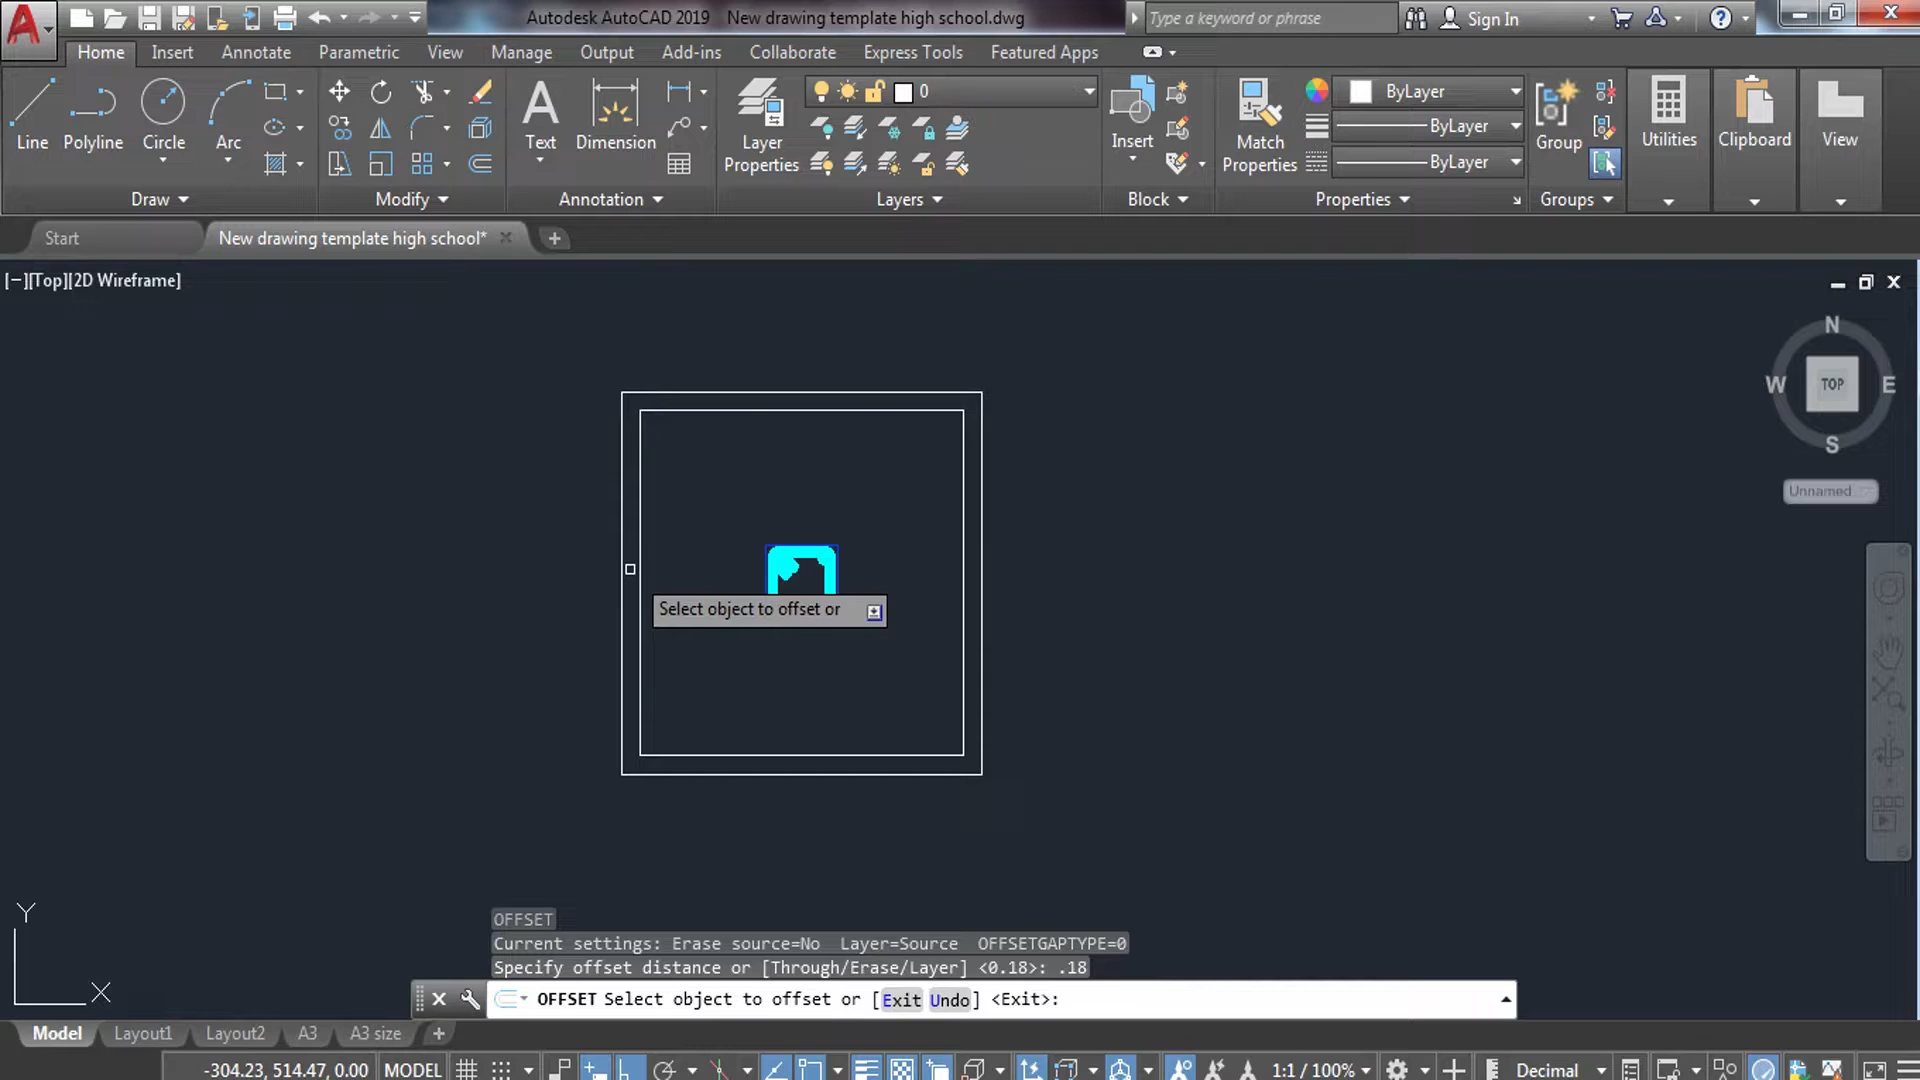 Autodesk AutoCAD 2019 New drawing template high school.dwg
Type a keyword or phrase
Sign In
Home Insert Annotate Parametric View Manage Output Add-ins Collaborate Express Tools Featured Apps
0
ByLayer
ByLayer
ByLayer
Line Polyline Circle Arc
Text Dimension
Layer Properties
Insert
Match Properties
Group
Utilities Clipboard View
Draw Modify Annotation Layers Block Properties Groups
Start New drawing template high school*
[−][Top][2D Wireframe]
N
W TOP E
S
Unnamed
Select object to offset or
Y
X
OFFSET
Current settings: Erase source=No Layer=Source OFFSETGAPTYPE=0
Specify offset distance or [Through/Erase/Layer] <0.18>: .18
OFFSET Select object to offset or [Exit Undo] <Exit>:
Model Layout1 Layout2 A3 A3 size
-304.23, 514.47, 0.00 MODEL 1:1 / 100% Decimal